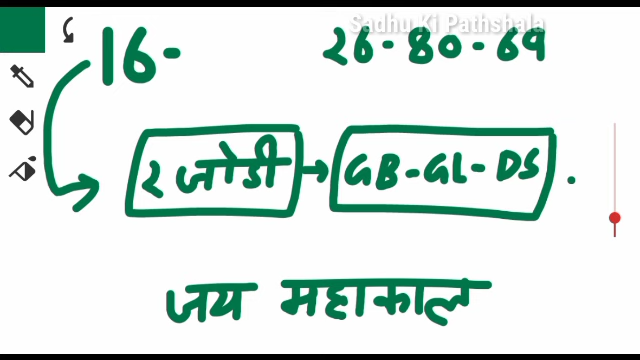 Sadhu Ki Pathshala
16- 26-80-69
२ जोडी → GB-GL-DS.
जय महाकाल